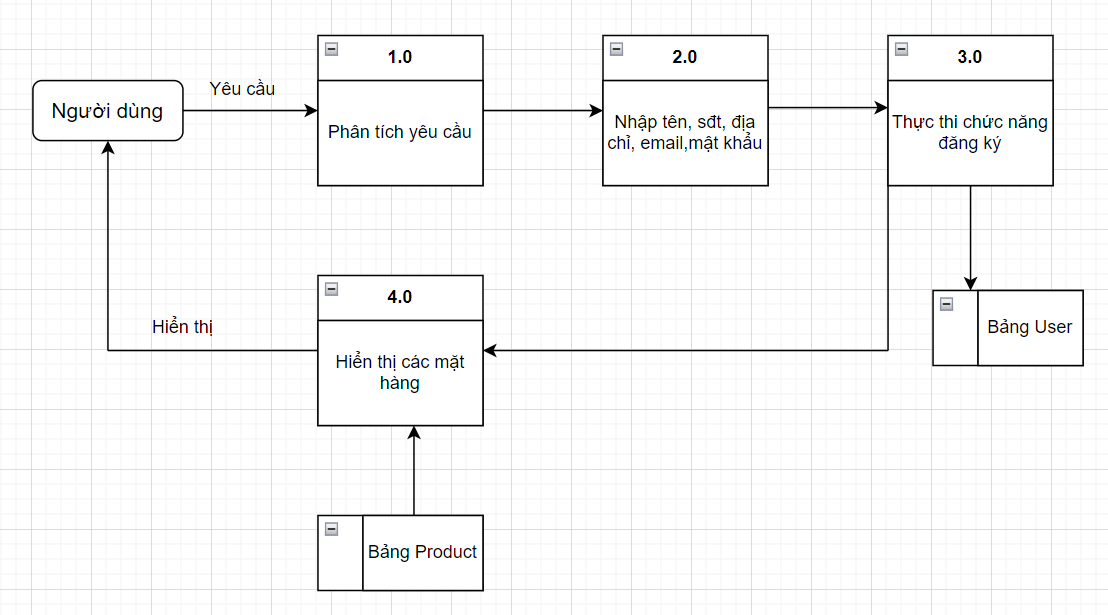 1.0
2.0
3.0
Yêu cầu
Người dùng
Phân tích yêu cầu
Nhập tên, sđt, địa
chỉ, email,mật khẩu
Thực thi chức năng
đăng ký
4.0
Hiển thị
Bảng User
Hiển thị các mặt
hàng
Bảng Product